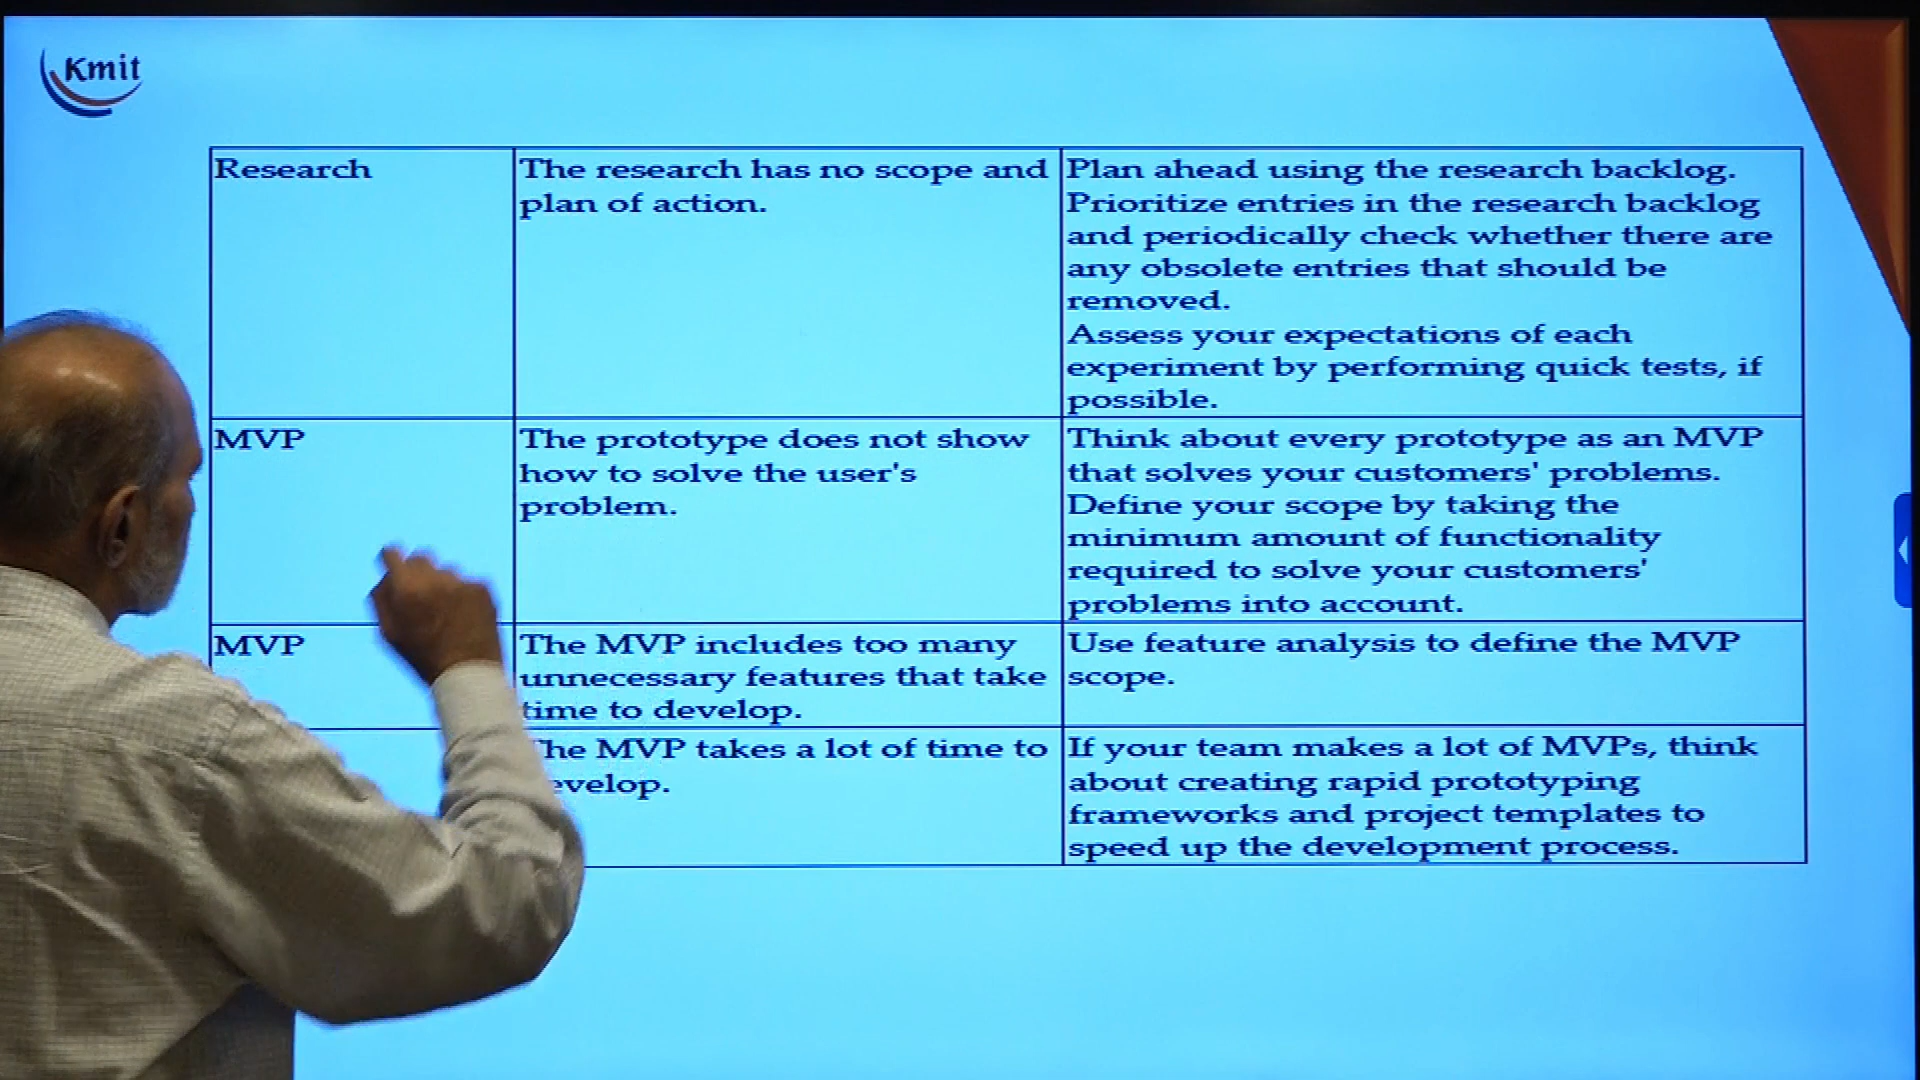 Kmit
Research
The research has no scope and
plan of action.
Plan ahead using the research backlog.
Prioritize entries in the research backlog
and periodically check whether there are
any obsolete entries that should be
removed.
Assess your expectations of each
experiment by performing quick tests, if
possible.
MVP
The prototype does not show
how to solve the user's
problem.
Think about every prototype as an MVP
that solves your customers' problems.
Define your scope by taking the
minimum amount of functionality
required to solve your customers'
problems into account.
MVP
The MVP includes too many
unnecessary features that take
time to develop.
Use feature analysis to define the MVP
scope.
The MVP takes a lot of time to
evelop.
If your team makes a lot of MVPs, think
about creating rapid prototyping
frameworks and project templates to
speed up the development process.